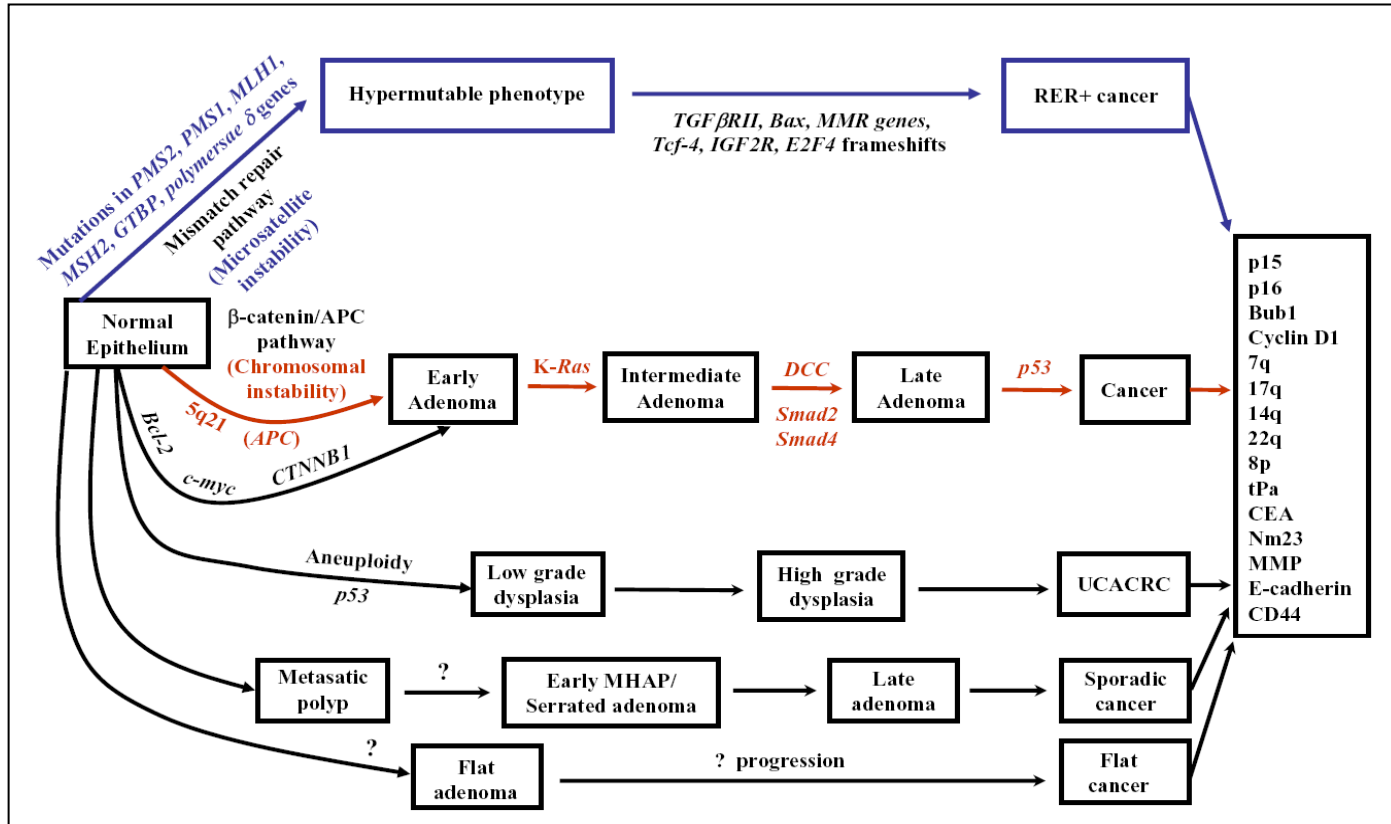 Mutations in PMS2, PMS1, MLH1,
MSH2, GTBP, polymersae δ genes
Mismatch repair
pathway
(Microsatellite
instability)
Hypermutable phenotype
TGFβRII, Bax, MMR genes,
Tcf-4, IGF2R, E2F4 frameshifts
RER+ cancer
Normal
Epithelium
β-catenin/APC
pathway
(Chromosomal
instability)
5q21
(APC)
Bcl-2
c-myc
CTNNB1
Early
Adenoma
K-Ras
Intermediate
Adenoma
DCC
Smad2
Smad4
Late
Adenoma
p53
Cancer
Aneuploidy
p53
Low grade
dysplasia
High grade
dysplasia
UCACRC
Metasatic
polyp
?
Early MHAP/
Serrated adenoma
Late
adenoma
Sporadic
cancer
?
Flat
adenoma
? progression
Flat
cancer
p15
p16
Bub1
Cyclin D1
7q
17q
14q
22q
8p
tPa
CEA
Nm23
MMP
E-cadherin
CD44